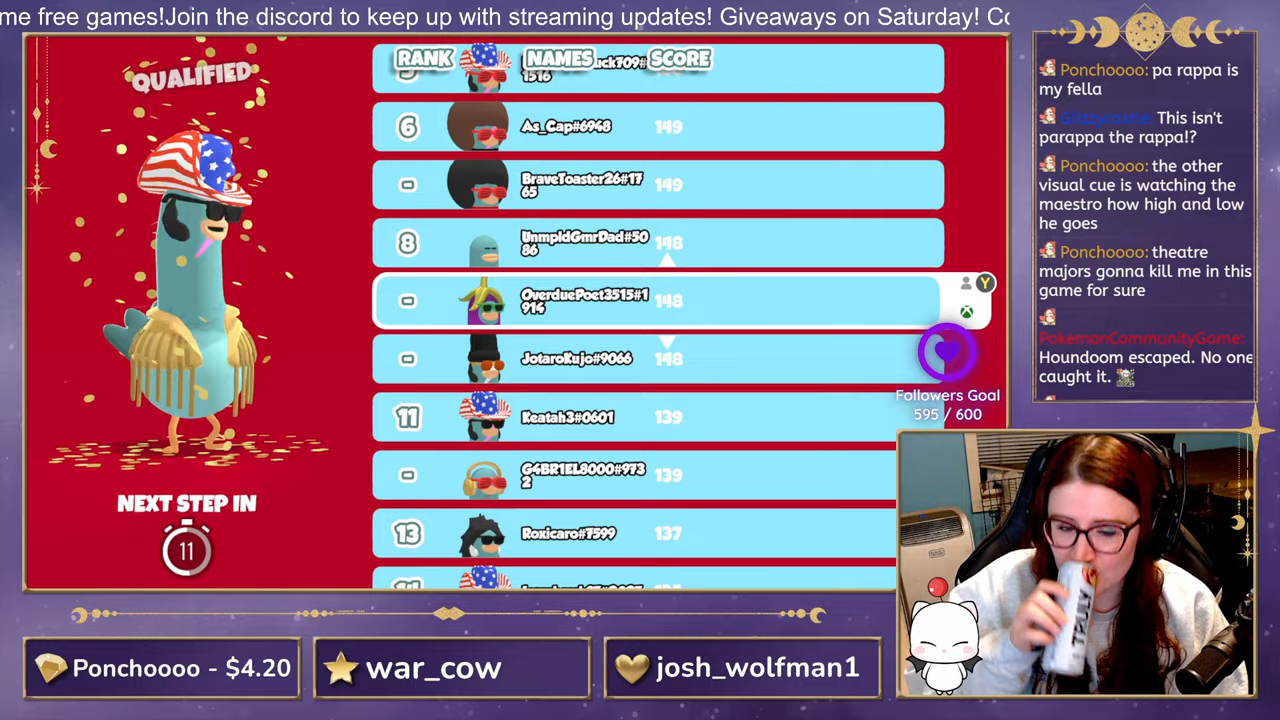 me free games!Join the discord to keep up with streaming updates! Giveaways on Saturday! Co
QUALIFIED
RANK NAMES SCORE
uck709#
1516
6 As_Cap#6948 149
BraveToaster26#17
65 149
8 UnmpldGmrDad#50
86 148
OverduePoet3515#1
914 148
Y
JotaroKujo#9066 148
11 Keatah3#0601 139
G4BR1EL8000#973
2 139
13 Roxicaro#7599 137
NEXT STEP IN
11
Followers Goal
595 / 600
Ponchoooo: pa rappa is
my fella
Glizzycastle: This isn't
parappa the rappa!?
Ponchoooo: the other
visual cue is watching the
maestro how high and low
he goes
Ponchoooo: theatre
majors gonna kill me in this
game for sure
PokemonCommunityGame:
Houndoom escaped. No one
caught it.
TRULY
Ponchoooo - $4.20
war_cow
josh_wolfman1